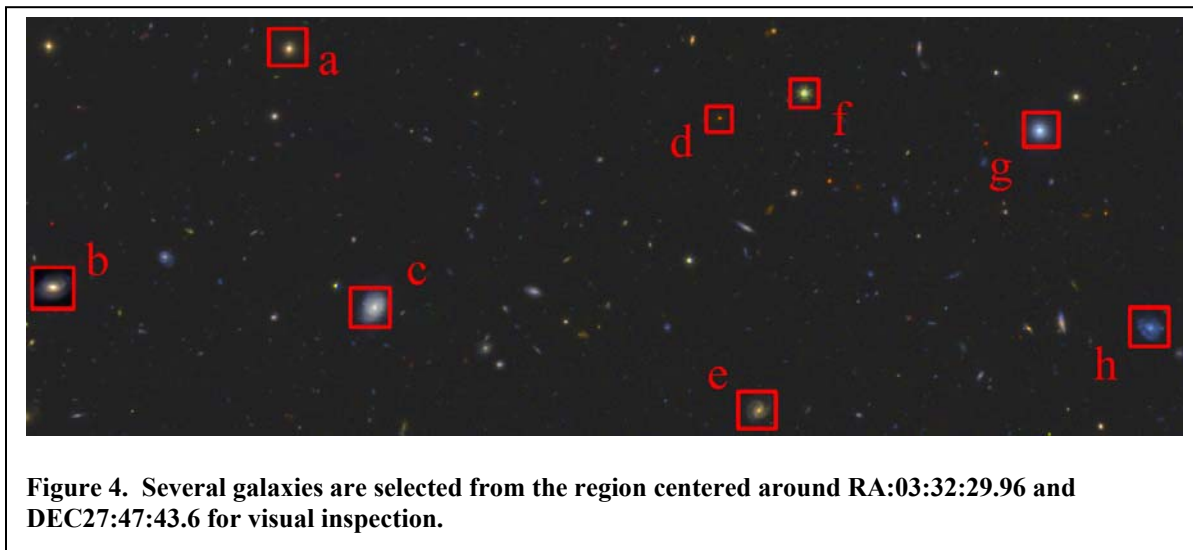 a
f
d
g
b
c
h
e
Figure 4. Several galaxies are selected from the region centered around RA:03:32:29.96 and
DEC27:47:43.6 for visual inspection.